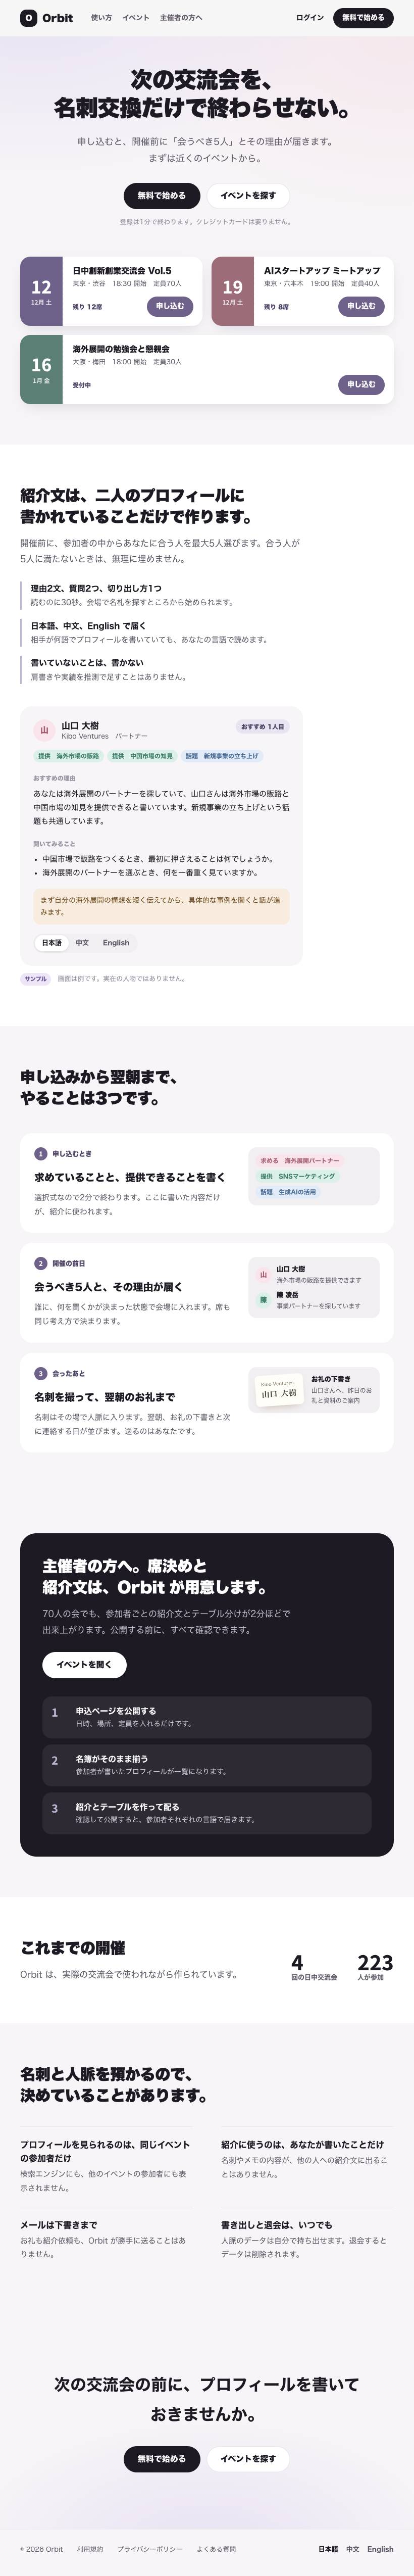 O Orbit 使い方 イベント 主催者の方へ ログイン 無料で始める
次の交流会を、
名刺交換だけで終わらせない。
申し込むと、開催前に「会うべき5人」とその理由が届きます。
まずは近くのイベントから。
無料で始める イベントを探す
登録は1分で終わります。クレジットカードは要りません。
12
12月 土
日中創新創業交流会 Vol.5
東京・渋谷 18:30 開始 定員70人
残り 12席 申し込む
19
12月 土
AIスタートアップ ミートアップ
東京・六本木 19:00 開始 定員40人
残り 8席 申し込む
16
1月 金
海外展開の勉強会と懇親会
大阪・梅田 18:00 開始 定員30人
受付中 申し込む
紹介文は、二人のプロフィールに
書かれていることだけで作ります。
開催前に、参加者の中からあなたに合う人を最大5人選びます。合う人が
5人に満たないときは、無理に埋めません。
理由2文、質問2つ、切り出し方1つ
読むのに30秒。会場で名札を探すところから始められます。
日本語、中文、English で届く
相手が何語でプロフィールを書いていても、あなたの言語で読めます。
書いていないことは、書かない
肩書きや実績を推測で足すことはありません。
山 山口 大樹 おすすめ 1人目
Kibo Ventures パートナー
提供 海外市場の販路 提供 中国市場の知見 話題 新規事業の立ち上げ
おすすめの理由
あなたは海外展開のパートナーを探していて、山口さんは海外市場の販路と
中国市場の知見を提供できると書いています。新規事業の立ち上げという話
題も共通しています。
聞いてみること
• 中国市場で販路をつくるとき、最初に押さえることは何でしょうか。
• 海外展開のパートナーを選ぶとき、何を一番重く見ていますか。
まず自分の海外展開の構想を短く伝えてから、具体的な事例を聞くと話が進
みます。
日本語 中文 English
サンプル 画面は例です。実在の人物ではありません。
申し込みから翌朝まで、
やることは3つです。
1 申し込むとき
求めていることと、提供できることを書く
選択式なので2分で終わります。ここに書いた内容だけ
が、紹介に使われます。
求める 海外展開パートナー
提供 SNSマーケティング
話題 生成AIの活用
2 開催の前日
会うべき5人と、その理由が届く
誰に、何を聞くかが決まった状態で会場に入れます。席も
同じ考え方で決まります。
山 山口 大樹
海外市場の販路を提供できます
陳 陳 凌岳
事業パートナーを探しています
3 会ったあと
名刺を撮って、翌朝のお礼まで
名刺はその場で人脈に入ります。翌朝、お礼の下書きと次
に連絡する日が並びます。送るのはあなたです。
Kibo Ventures
山口 大樹
お礼の下書き
山口さんへ、昨日のお
礼と資料のご案内
主催者の方へ。席決めと
紹介文は、Orbit が用意します。
70人の会でも、参加者ごとの紹介文とテーブル分けが2分ほどで
出来上がります。公開する前に、すべて確認できます。
イベントを開く
1 申込ページを公開する
日時、場所、定員を入れるだけです。
2 名簿がそのまま揃う
参加者が書いたプロフィールが一覧になります。
3 紹介とテーブルを作って配る
確認して公開すると、参加者それぞれの言語で届きます。
これまでの開催
Orbit は、実際の交流会で使われながら作られています。
4
回の日中交流会
223
人が参加
名刺と人脈を預かるので、
決めていることがあります。
プロフィールを見られるのは、同じイベント
の参加者だけ
検索エンジンにも、他のイベントの参加者にも表
示されません。
紹介に使うのは、あなたが書いたことだけ
名刺やメモの内容が、他の人への紹介文に出るこ
とはありません。
メールは下書きまで
お礼も紹介依頼も、Orbit が勝手に送ることはあ
りません。
書き出しと退会は、いつでも
人脈のデータは自分で持ち出せます。退会すると
データは削除されます。
次の交流会の前に、プロフィールを書いて
おきませんか。
無料で始める イベントを探す
© 2026 Orbit 利用規約 プライバシーポリシー よくある質問 日本語 中文 English